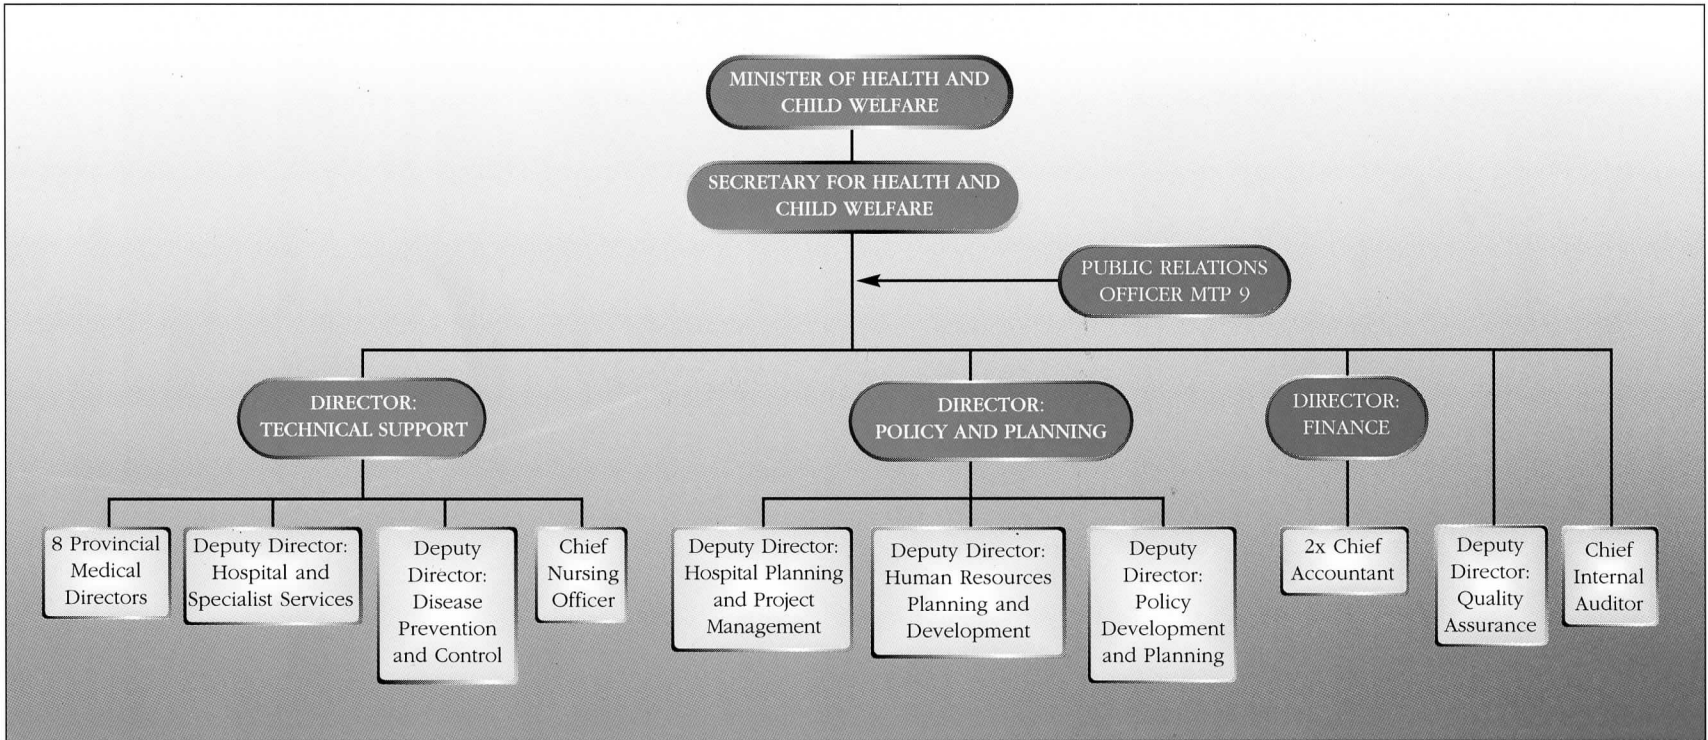 MINISTER OF HEALTH AND
CHILD WELFARE
SECRETARY FOR HEALTH AND
CHILD WELFARE
PUBLIC RELATIONS
OFFICER MTP 9
DIRECTOR:
TECHNICAL SUPPORT
DIRECTOR:
POLICY AND PLANNING
DIRECTOR:
FINANCE
8 Provincial
Medical
Directors
Deputy Director:
Hospital and
Specialist Services
Deputy
Director:
Disease
Prevention
and Control
Chief
Nursing
Officer
Deputy Director:
Hospital Planning
and Project
Management
Deputy Director:
Human Resources
Planning and
Development
Deputy
Director:
Policy
Development
and Planning
2x Chief
Accountant
Deputy
Director:
Quality
Assurance
Chief
Internal
Auditor